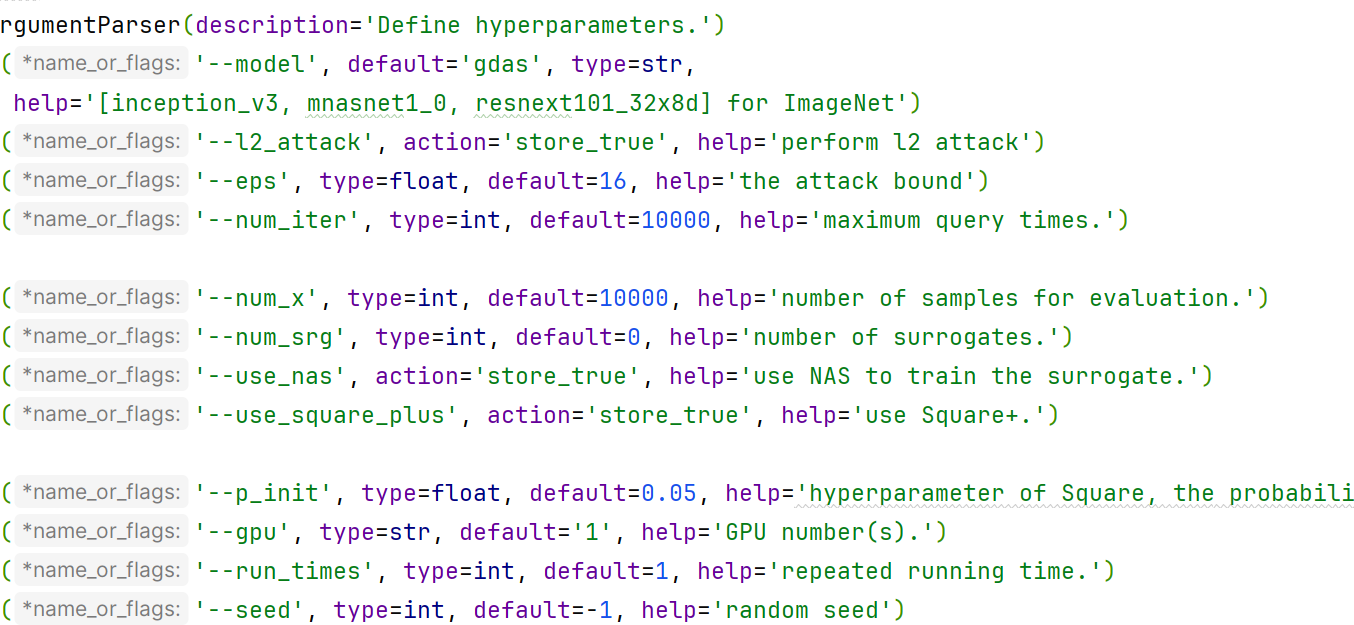 rgumentParser(description='Define hyperparameters.')
( *name_or_flags: '--model', default='gdas', type=str,
help='[inception_v3, mnasnet1_0, resnext101_32x8d] for ImageNet')
( *name_or_flags: '--l2_attack', action='store_true', help='perform l2 attack')
( *name_or_flags: '--eps', type=float, default=16, help='the attack bound')
( *name_or_flags: '--num_iter', type=int, default=10000, help='maximum query times.')
( *name_or_flags: '--num_x', type=int, default=10000, help='number of samples for evaluation.')
( *name_or_flags: '--num_srg', type=int, default=0, help='number of surrogates.')
( *name_or_flags: '--use_nas', action='store_true', help='use NAS to train the surrogate.')
( *name_or_flags: '--use_square_plus', action='store_true', help='use Square+.')
( *name_or_flags: '--p_init', type=float, default=0.05, help='hyperparameter of Square, the probabili
( *name_or_flags: '--gpu', type=str, default='1', help='GPU number(s).')
( *name_or_flags: '--run_times', type=int, default=1, help='repeated running time.')
( *name_or_flags: '--seed', type=int, default=-1, help='random seed')